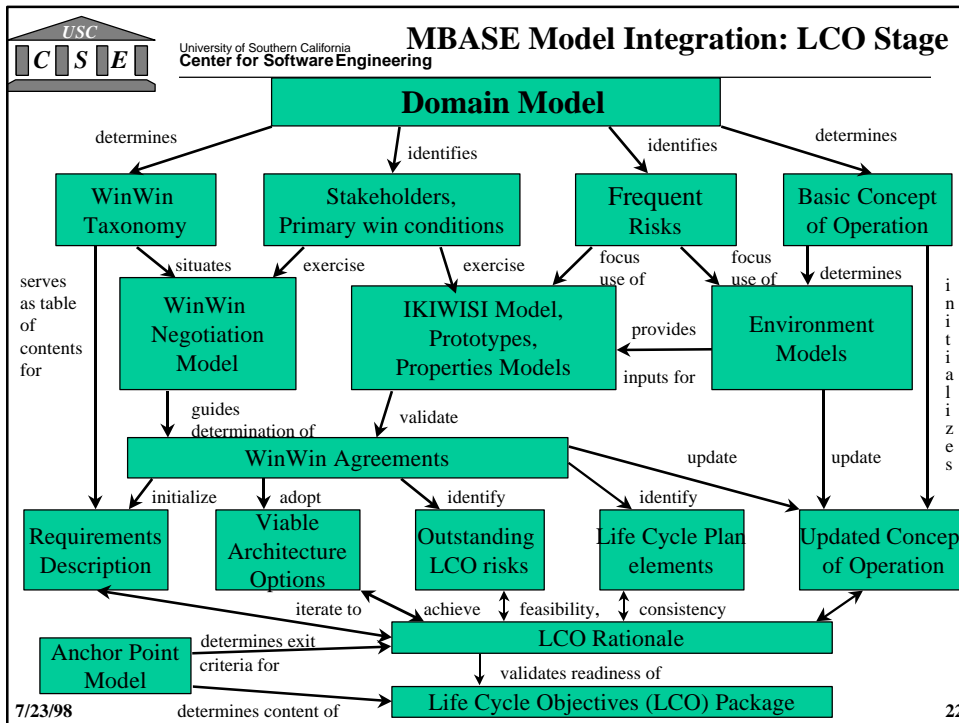 USC
C S E
University of Southern California
Center for Software Engineering
MBASE Model Integration: LCO Stage
Domain Model
determines
identifies
identifies
determines
WinWin
Taxonomy
Stakeholders,
Primary win conditions
Frequent
Risks
Basic Concept
of Operation
serves
as table
of
contents
for
situates
exercise
exercise
focus
use of
focus
use of
determines
initializes
WinWin
Negotiation
Model
IKIWISI Model,
Prototypes,
Properties Models
provides
inputs for
Environment
Models
guides
determination of
validate
WinWin Agreements
update
update
initialize
adopt
identify
identify
Requirements
Description
Viable
Architecture
Options
Outstanding
LCO risks
Life Cycle Plan
elements
Updated Concept
of Operation
iterate to
achieve
feasibility,
consistency
LCO Rationale
Anchor Point
Model
determines exit
criteria for
validates readiness of
determines content of
Life Cycle Objectives (LCO) Package
7/23/98
22